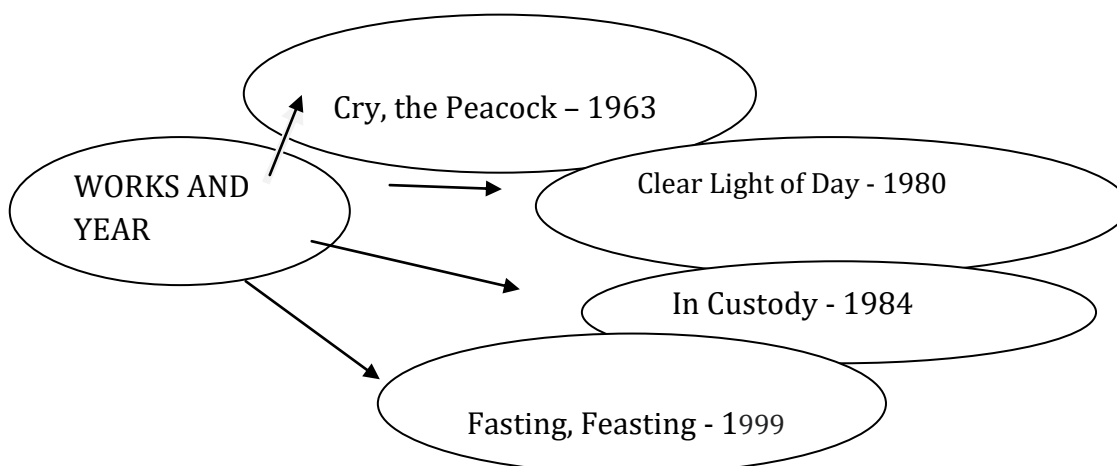 Cry, the Peacock – 1963
WORKS AND
YEAR
Clear Light of Day - 1980
In Custody - 1984
Fasting, Feasting - 1999